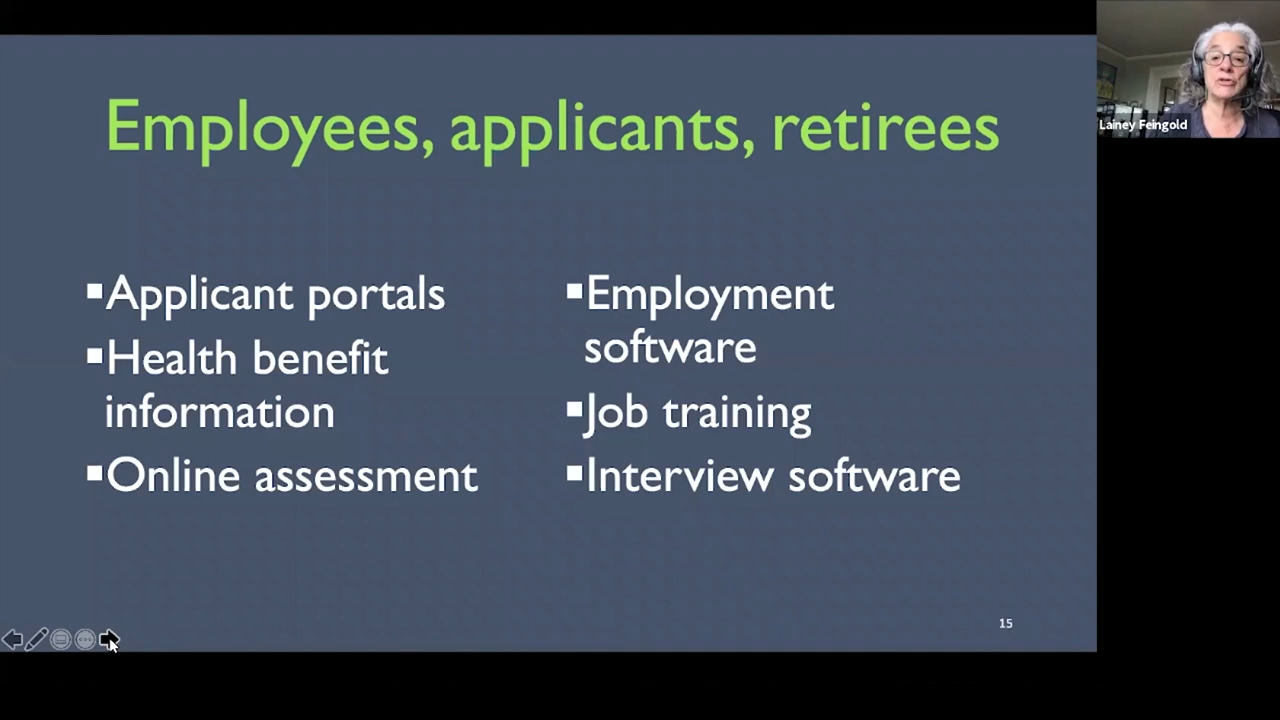 Employees, applicants, retirees
▪Applicant portals
▪Health benefit
information
▪Online assessment
▪Employment
software
▪Job training
▪Interview software
15
Lainey Feingold